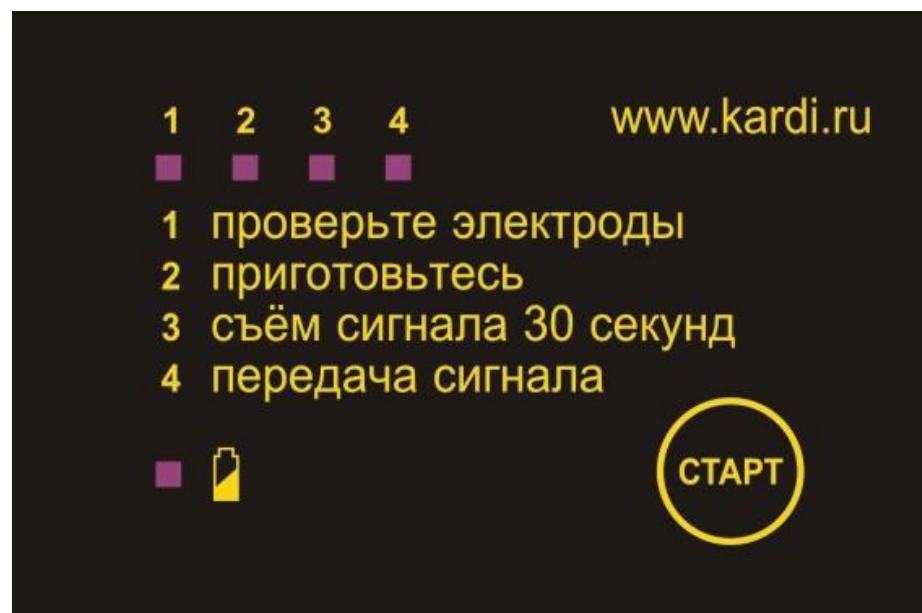 1 2 3 4
www.kardi.ru
1 проверьте электроды
2 приготовьтесь
3 съём сигнала 30 секунд
4 передача сигнала
СТАРТ